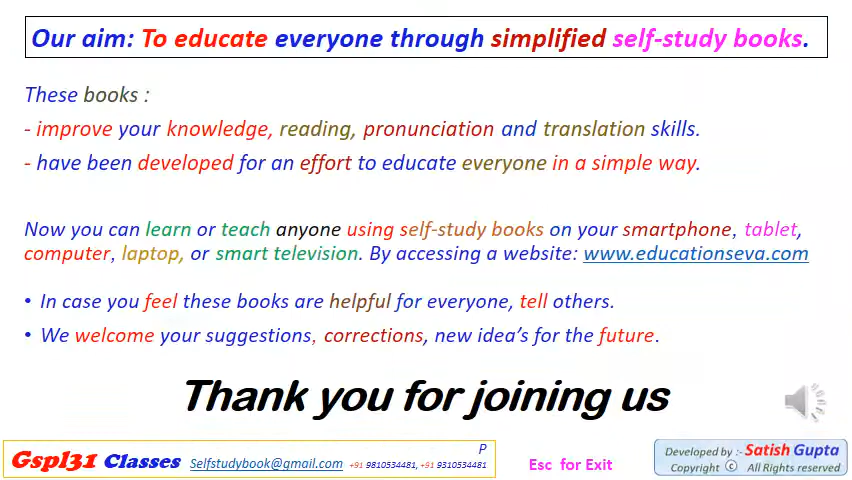 Our aim: To educate everyone through simplified self-study books.
These books :
- improve your knowledge, reading, pronunciation and translation skills.
- have been developed for an effort to educate everyone in a simple way.
Now you can learn or teach anyone using self-study books on your smartphone, tablet,
computer, laptop, or smart television. By accessing a website: www.educationseva.com
• In case you feel these books are helpful for everyone, tell others.
• We welcome your suggestions, corrections, new idea's for the future.
Thank you for joining us
P
Gspl31 Classes Selfstudybook@gmail.com +91 9810534481, +91 9310534481
Esc for Exit
Developed by :- Satish Gupta
Copyright © All Rights reserved